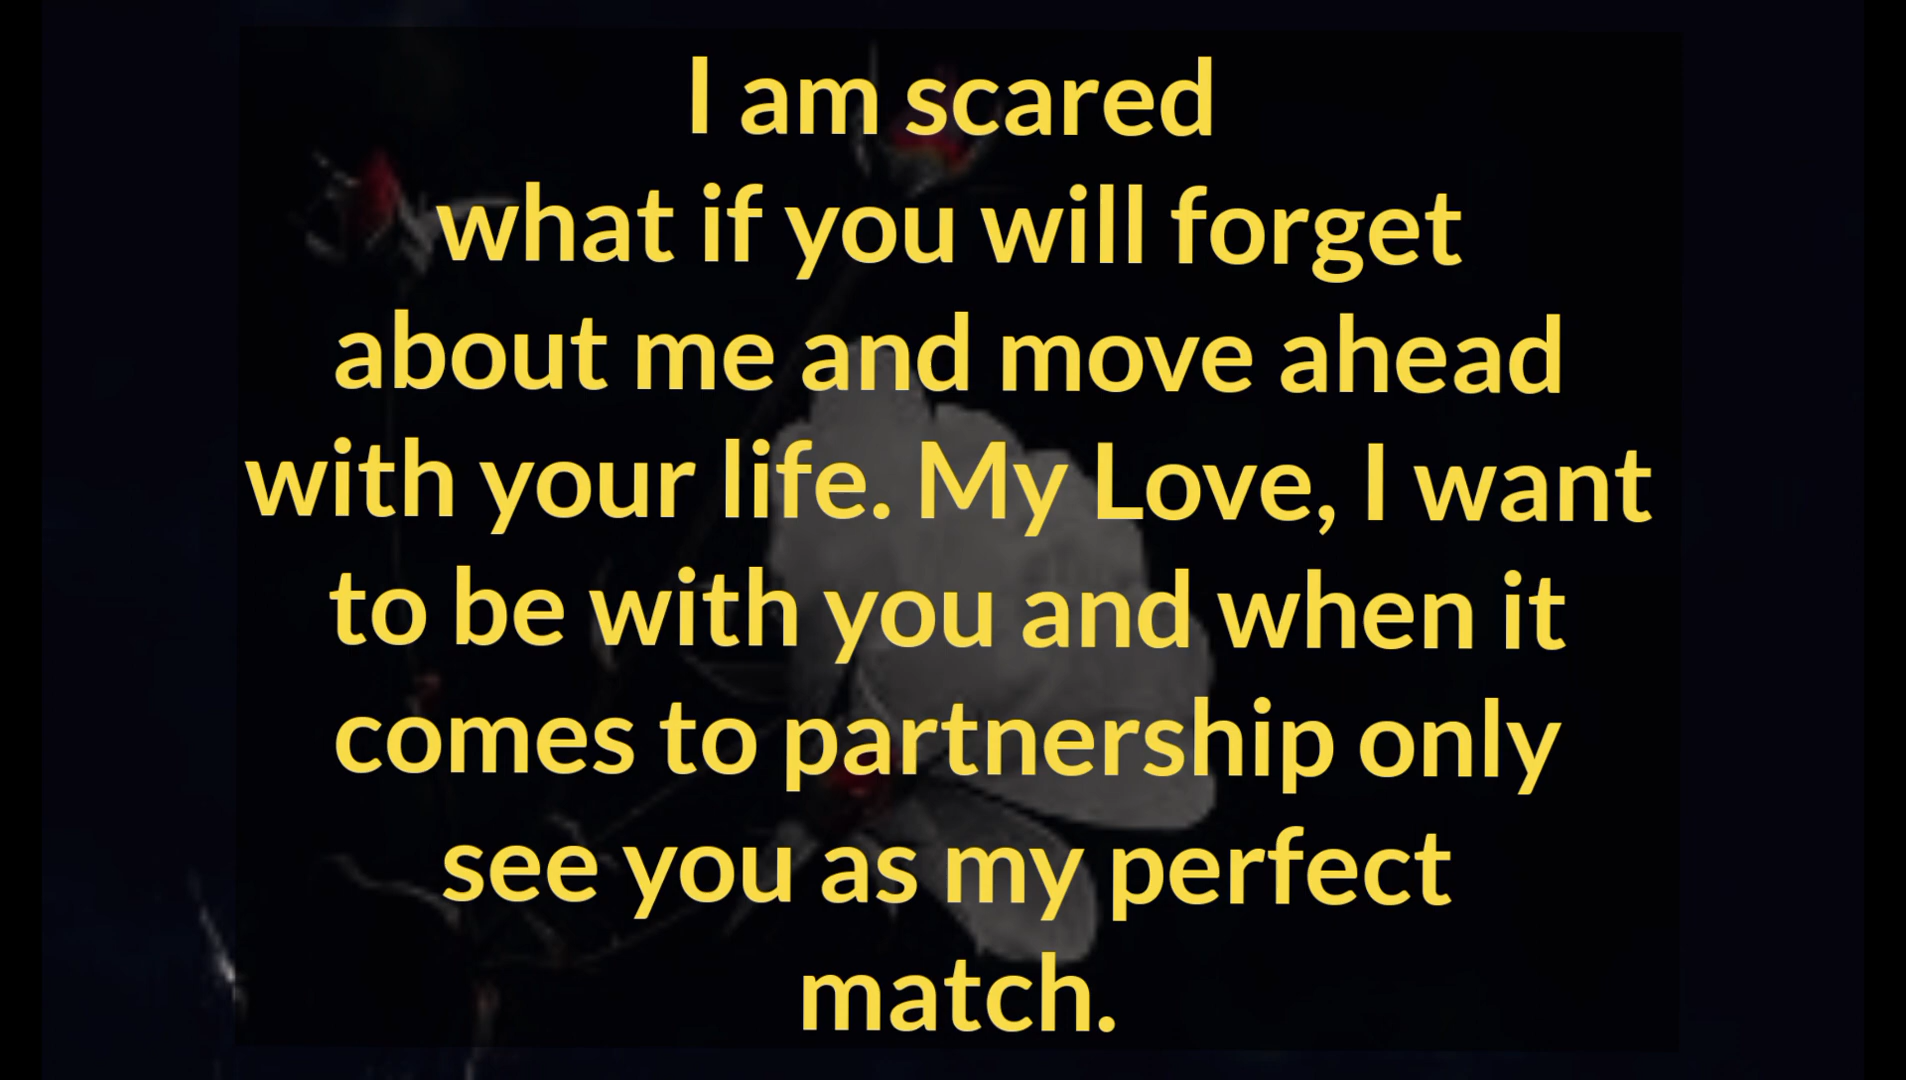 I am scared
what if you will forget
about me and move ahead
with your life. My Love, I want
to be with you and when it
comes to partnership only
see you as my perfect
match.